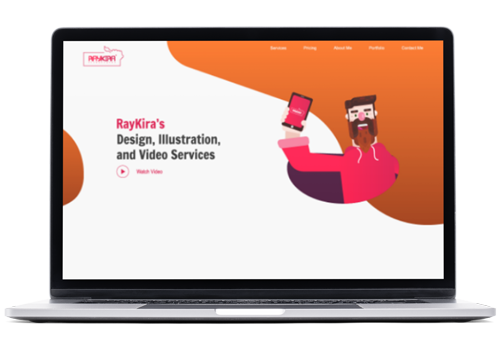 RAYKIRA
Services Pricing About Me Portfolio Contact Me
RayKira's
Design, Illustration,
and Video Services
Watch Video